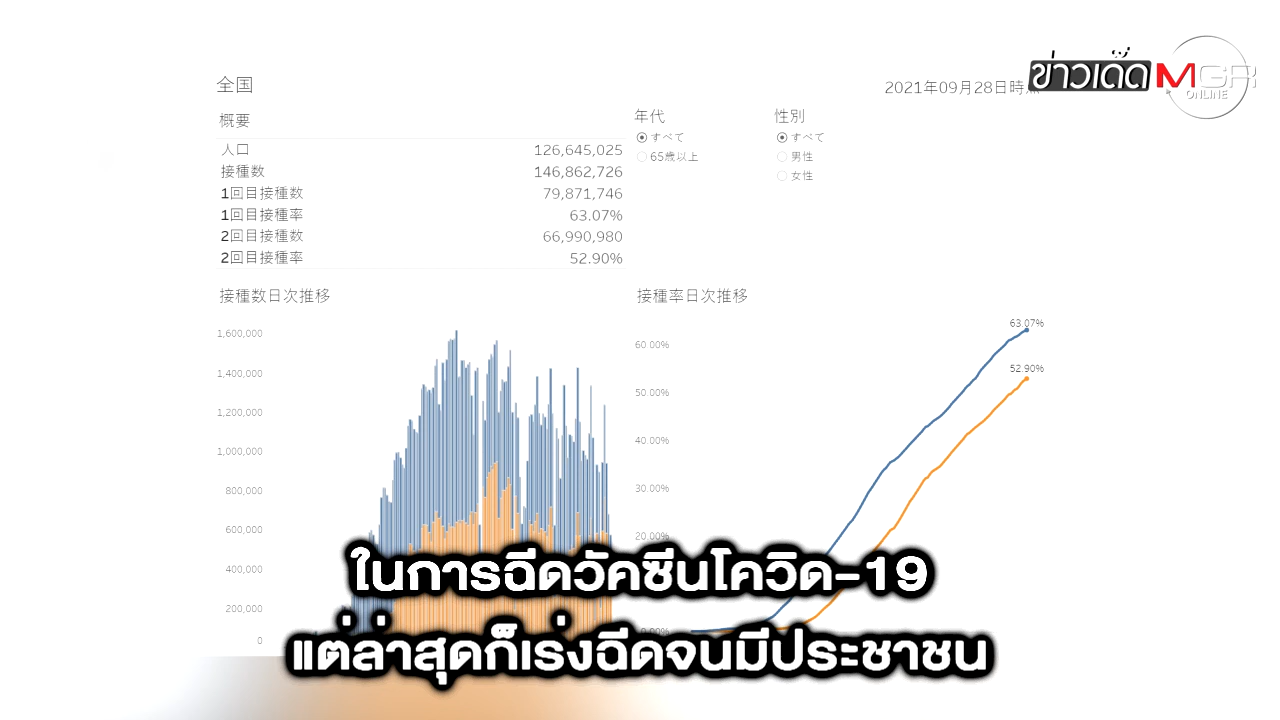 ข่าวเด็ด MGR
ONLINE
全国
2021年09月28日時点
概要
人口 126,645,025
接種数 146,862,726
1回目接種数 79,871,746
1回目接種率 63.07%
2回目接種数 66,990,980
2回目接種率 52.90%
年代
すべて
65歳以上
性別
すべて
男性
女性
接種数日次推移
1,600,000
1,400,000
1,200,000
1,000,000
800,000
600,000
400,000
200,000
0
接種率日次推移
63.07%
52.90%
60.00%
50.00%
40.00%
30.00%
20.00%
0.00%
ในการฉีดวัคซีนโควิด-19
แต่ล่าสุดก็เร่งฉีดจนมีประชาชน